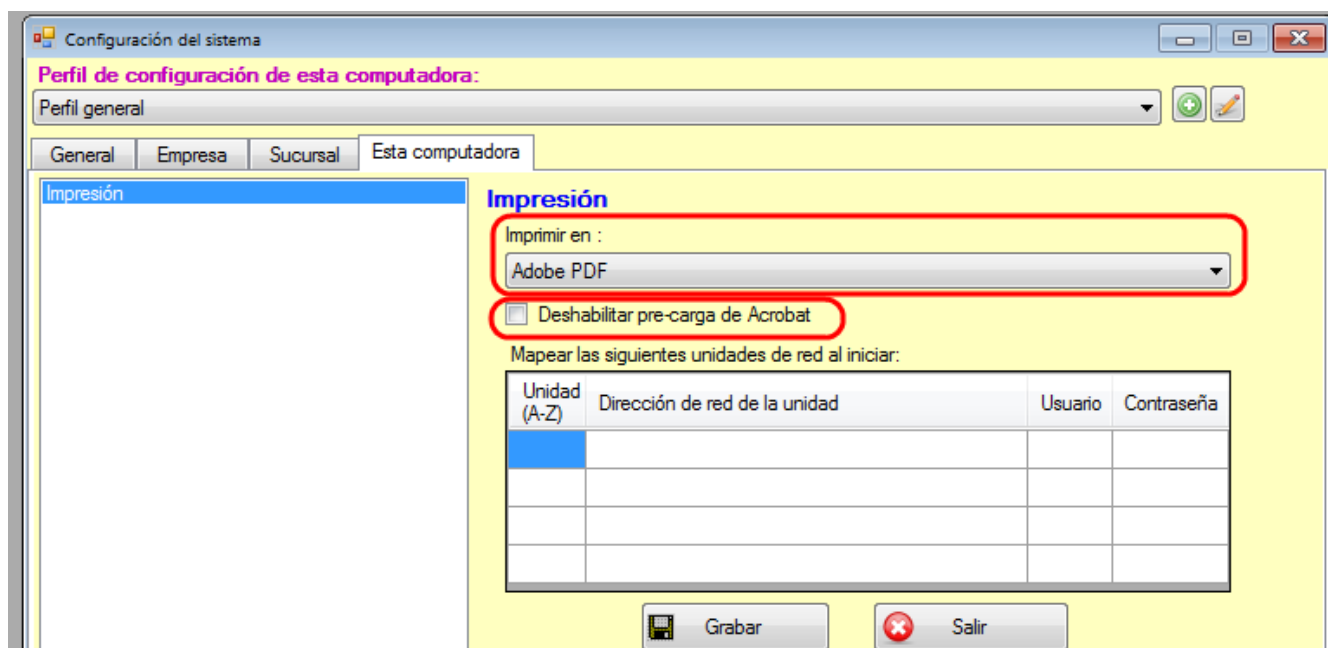 Configuración del sistema
Perfil de configuración de esta computadora:
Perfil general
General Empresa Sucursal Esta computadora
Impresión
Impresión
Imprimir en :
Adobe PDF
Deshabilitar pre-carga de Acrobat
Mapear las siguientes unidades de red al iniciar:
Unidad
(A-Z) Dirección de red de la unidad Usuario Contraseña
Grabar Salir